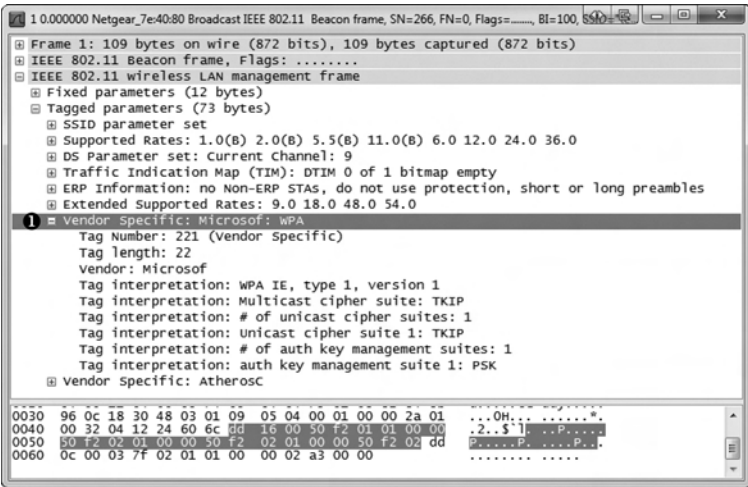 1 0.000000 Netgear_7e:40:80 Broadcast IEEE 802.11 Beacon frame, SN=266, FN=0, Flags=........, BI=100,
Frame 1: 109 bytes on wire (872 bits), 109 bytes captured (872 bits)
IEEE 802.11 Beacon frame, Flags: ........
IEEE 802.11 wireless LAN management frame
Fixed parameters (12 bytes)
Tagged parameters (73 bytes)
SSID parameter set
Supported Rates: 1.0(B) 2.0(B) 5.5(B) 11.0(B) 6.0 12.0 24.0 36.0
DS Parameter set: Current Channel: 9
Traffic Indication Map (TIM): DTIM 0 of 1 bitmap empty
ERP Information: no Non-ERP STAs, do not use protection, short or long preambles
Extended Supported Rates: 9.0 18.0 48.0 54.0
❶ Vendor Specific: Microsof: WPA
Tag Number: 221 (Vendor Specific)
Tag length: 22
Vendor: Microsof
Tag interpretation: WPA IE, type 1, version 1
Tag interpretation: Multicast cipher suite: TKIP
Tag interpretation: # of unicast cipher suites: 1
Tag interpretation: Unicast cipher suite 1: TKIP
Tag interpretation: # of auth key management suites: 1
Tag interpretation: auth key management suite 1: PSK
Vendor Specific: AtherosC
0030 96 0c 18 30 48 03 01 09 05 04 00 01 00 00 2a 01 ...0H... ......*.
0040 00 32 04 12 24 60 6c dd 16 00 50 f2 01 01 00 00 .2..$`l. ..P.....
0050 50 f2 02 01 00 00 50 f2 02 01 00 00 50 f2 02 dd P.....P. ....P...
0060 0c 00 03 7f 02 01 01 00 00 02 a3 00 00 ........ .....